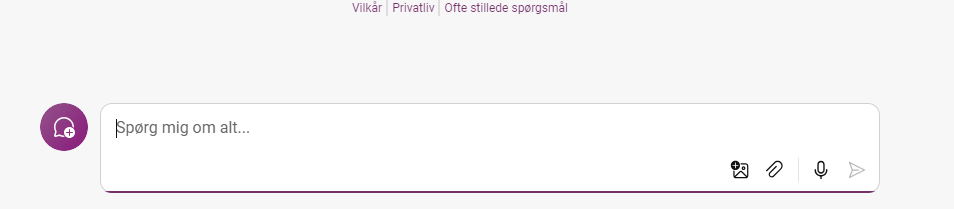 Vilkår Privatliv Ofte stillede spørgsmål
Spørg mig om alt...